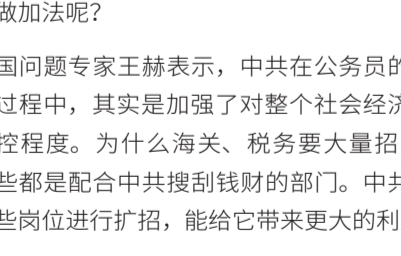 做加法呢？
国问题专家王赫表示，中共在公务员的
过程中，其实是加强了对整个社会经济
控程度。为什么海关、税务要大量招
些都是配合中共搜刮钱财的部门。中共
些岗位进行扩招，能给它带来更大的利